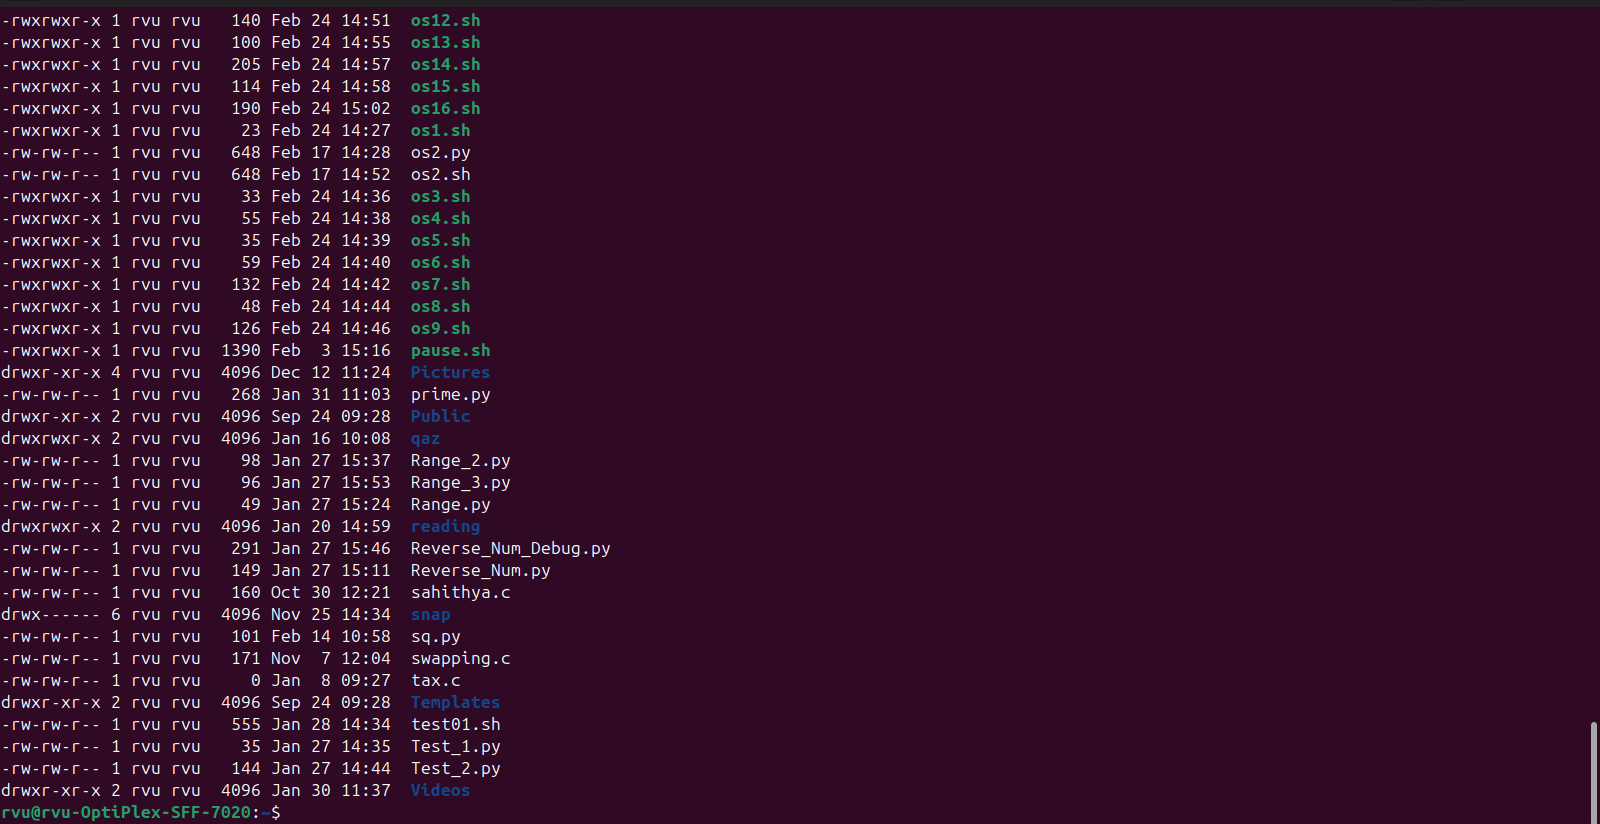 -rwxrwxr-x 1 rvu rvu   140 Feb 24 14:51  os12.sh
-rwxrwxr-x 1 rvu rvu   100 Feb 24 14:55  os13.sh
-rwxrwxr-x 1 rvu rvu   205 Feb 24 14:57  os14.sh
-rwxrwxr-x 1 rvu rvu   114 Feb 24 14:58  os15.sh
-rwxrwxr-x 1 rvu rvu   190 Feb 24 15:02  os16.sh
-rwxrwxr-x 1 rvu rvu    23 Feb 24 14:27  os1.sh
-rw-rw-r-- 1 rvu rvu   648 Feb 17 14:28  os2.py
-rw-rw-r-- 1 rvu rvu   648 Feb 17 14:52  os2.sh
-rwxrwxr-x 1 rvu rvu    33 Feb 24 14:36  os3.sh
-rwxrwxr-x 1 rvu rvu    55 Feb 24 14:38  os4.sh
-rwxrwxr-x 1 rvu rvu    35 Feb 24 14:39  os5.sh
-rwxrwxr-x 1 rvu rvu    59 Feb 24 14:40  os6.sh
-rwxrwxr-x 1 rvu rvu   132 Feb 24 14:42  os7.sh
-rwxrwxr-x 1 rvu rvu    48 Feb 24 14:44  os8.sh
-rwxrwxr-x 1 rvu rvu   126 Feb 24 14:46  os9.sh
-rwxrwxr-x 1 rvu rvu  1390 Feb  3 15:16  pause.sh
drwxr-xr-x 4 rvu rvu  4096 Dec 12 11:24  Pictures
-rw-rw-r-- 1 rvu rvu   268 Jan 31 11:03  prime.py
drwxr-xr-x 2 rvu rvu  4096 Sep 24 09:28  Public
drwxrwxr-x 2 rvu rvu  4096 Jan 16 10:08  qaz
-rw-rw-r-- 1 rvu rvu    98 Jan 27 15:37  Range_2.py
-rw-rw-r-- 1 rvu rvu    96 Jan 27 15:53  Range_3.py
-rw-rw-r-- 1 rvu rvu    49 Jan 27 15:24  Range.py
drwxrwxr-x 2 rvu rvu  4096 Jan 20 14:59  reading
-rw-rw-r-- 1 rvu rvu   291 Jan 27 15:46  Reverse_Num_Debug.py
-rw-rw-r-- 1 rvu rvu   149 Jan 27 15:11  Reverse_Num.py
-rw-rw-r-- 1 rvu rvu   160 Oct 30 12:21  sahithya.c
drwx------ 6 rvu rvu  4096 Nov 25 14:34  snap
-rw-rw-r-- 1 rvu rvu   101 Feb 14 10:58  sq.py
-rw-rw-r-- 1 rvu rvu   171 Nov  7 12:04  swapping.c
-rw-rw-r-- 1 rvu rvu     0 Jan  8 09:27  tax.c
drwxr-xr-x 2 rvu rvu  4096 Sep 24 09:28  Templates
-rw-rw-r-- 1 rvu rvu   555 Jan 28 14:34  test01.sh
-rw-rw-r-- 1 rvu rvu    35 Jan 27 14:35  Test_1.py
-rw-rw-r-- 1 rvu rvu   144 Jan 27 14:44  Test_2.py
drwxr-xr-x 2 rvu rvu  4096 Jan 30 11:37  Videos
rvu@rvu-OptiPlex-SFF-7020:~$